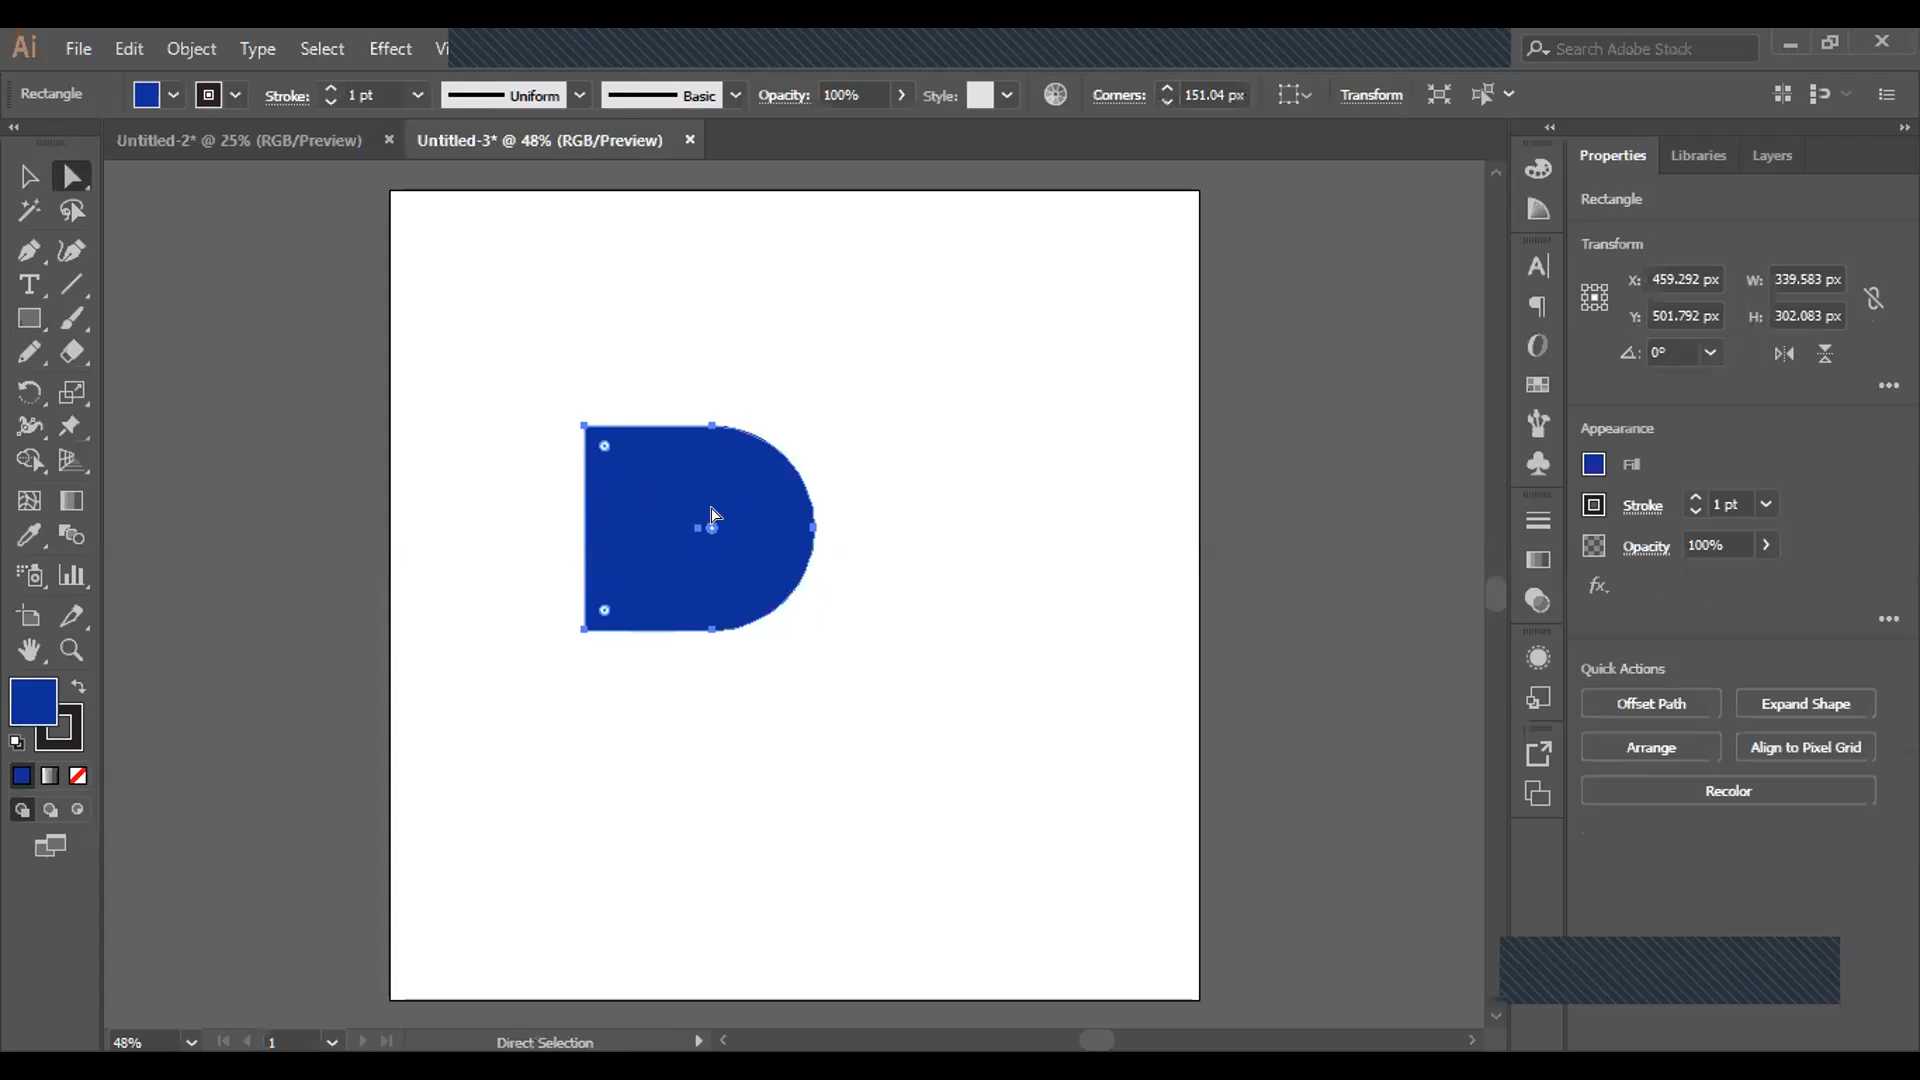 Ai File Edit Object Type Select Effect Vi Search Adobe Stock
Rectangle Stroke: 1 pt Uniform Basic Opacity: 100% Style: Corners: 151.04 px Transform
Untitled-2* @ 25% (RGB/Preview) Untitled-3* @ 48% (RGB/Preview)
Properties Libraries Layers
Rectangle
Transform
X: 459.292 px W: 339.583 px
Y: 501.792 px H: 302.083 px
0°
Appearance
Fill
Stroke 1 pt
Opacity 100%
fx.
Quick Actions
Offset Path Expand Shape
Arrange Align to Pixel Grid
Recolor
48% 1 Direct Selection